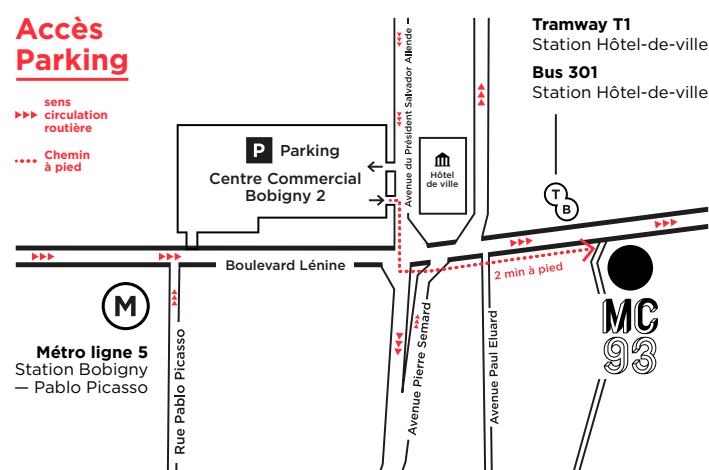 Accès
Parking
sens
circulation
routière
Chemin
à pied
Tramway T1
Station Hôtel-de-ville
Bus 301
Station Hôtel-de-ville
Avenue du Président Salvador Allende
P Parking
Centre Commercial
Bobigny 2
Hôtel
de ville
T
B
Boulevard Lénine
2 min à pied
M
Métro ligne 5
Station Bobigny
— Pablo Picasso
Rue Pablo Picasso
Avenue Pierre Semard
Avenue Paul Eluard
MC
93